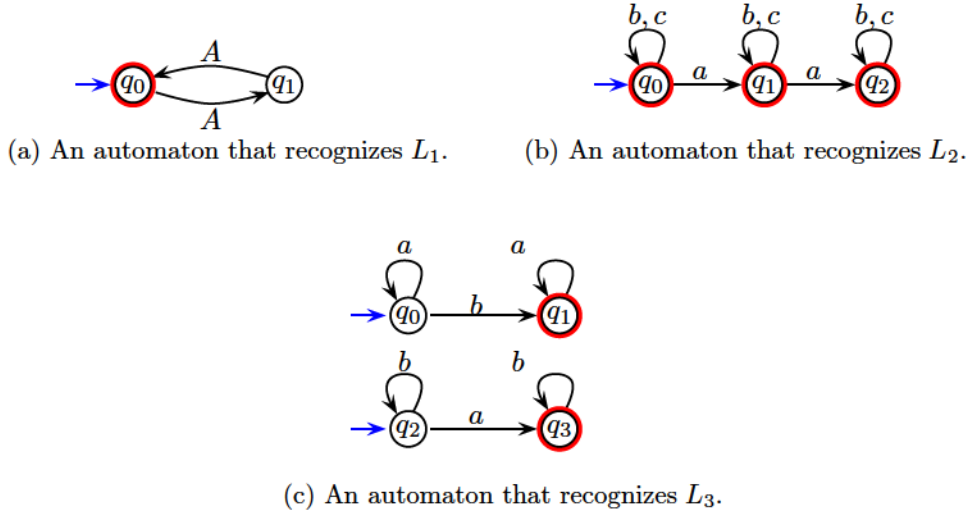 A
q0 q1
A
(a) An automaton that recognizes L1.
b, c b, c b, c
q0 a q1 a q2
(b) An automaton that recognizes L2.
a a
q0 b q1
b b
q2 a q3
(c) An automaton that recognizes L3.